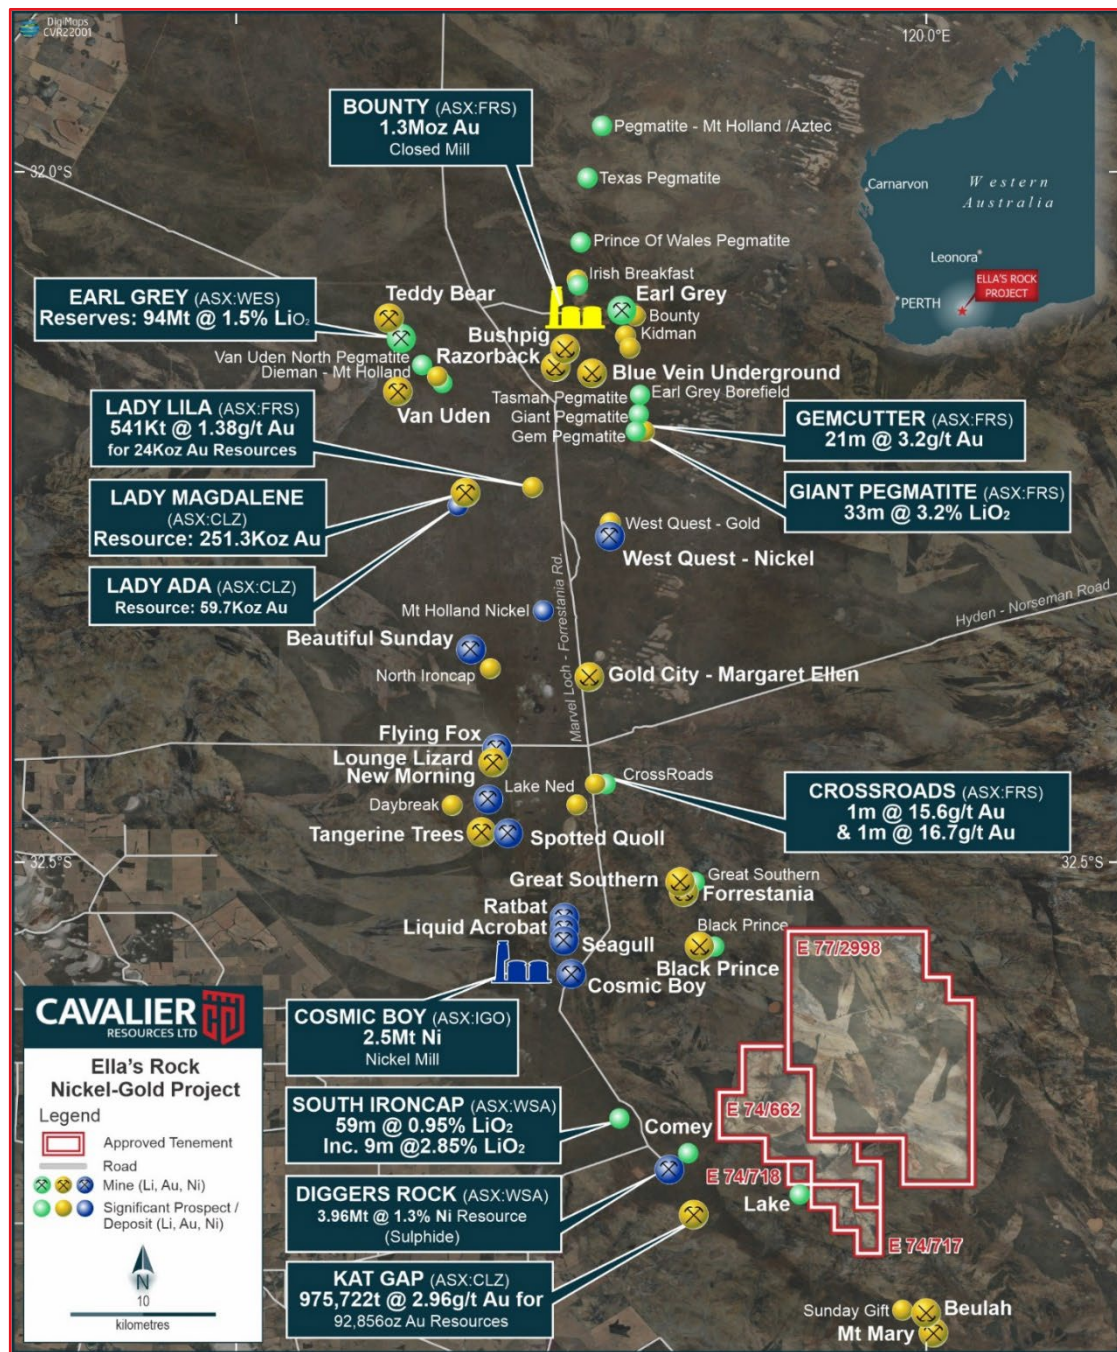 DigiMaps
CVR22001
120.0°E
BOUNTY (ASX:FRS)
1.3Moz Au
Closed Mill
Pegmatite - Mt Holland /Aztec
32.0°S
Texas Pegmatite
Carnarvon
Western
Australia
Prince Of Wales Pegmatite
Leonora
ELLA'S ROCK
PROJECT
PERTH
Irish Breakfast
EARL GREY (ASX:WES)
Reserves: 94Mt @ 1.5% LiO₂
Teddy Bear
Earl Grey
Bounty
Kidman
Bushpig
Razorback
Van Uden North Pegmatite
Dieman - Mt Holland
Blue Vein Underground
Van Uden
Tasman Pegmatite
Earl Grey Borefield
Giant Pegmatite
Gem Pegmatite
LADY LILA (ASX:FRS)
541Kt @ 1.38g/t Au
for 24Koz Au Resources
GEMCUTTER (ASX:FRS)
21m @ 3.2g/t Au
LADY MAGDALENE
(ASX:CLZ)
Resource: 251.3Koz Au
GIANT PEGMATITE (ASX:FRS)
33m @ 3.2% LiO₂
West Quest - Gold
West Quest - Nickel
LADY ADA (ASX:CLZ)
Resource: 59.7Koz Au
Marvel Loch - Forrestania Rd.
Hyden - Norseman Road
Mt Holland Nickel
Beautiful Sunday
North Ironcap
Gold City - Margaret Ellen
Flying Fox
Lounge Lizard
New Morning
Lake Ned
CrossRoads
Daybreak
CROSSROADS (ASX:FRS)
1m @ 15.6g/t Au
& 1m @ 16.7g/t Au
Tangerine Trees
Spotted Quoll
32.5°S
32.5°S
Great Southern
Great Southern
Forrestania
Ratbat
Liquid Acrobat
Seagull
Black Prince
Black Prince
Cosmic Boy
E 77/2998
CAVALIER
RESOURCES LTD
COSMIC BOY (ASX:IGO)
2.5Mt Ni
Nickel Mill
Ella's Rock
Nickel-Gold Project
Legend
Approved Tenement
Road
Mine (Li, Au, Ni)
Significant Prospect /
Deposit (Li, Au, Ni)
N
10
kilometres
SOUTH IRONCAP (ASX:WSA)
59m @ 0.95% LiO₂
Inc. 9m @2.85% LiO₂
Comey
E 74/662
E 74/718
Lake
E 74/717
DIGGERS ROCK (ASX:WSA)
3.96Mt @ 1.3% Ni Resource
(Sulphide)
KAT GAP (ASX:CLZ)
975,722t @ 2.96g/t Au for
92,856oz Au Resources
Sunday Gift
Beulah
Mt Mary